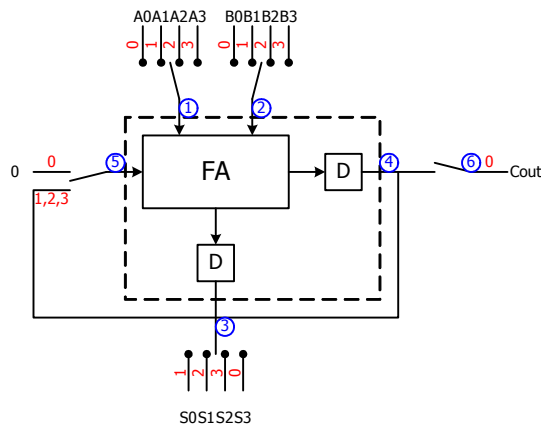 A0A1A2A3 B0B1B2B3
0 1 2 3 0 1 2 3
1 2
0 0 5 FA D 4 6 0 Cout
1,2,3
D
3
1 2 3 0
S0S1S2S3